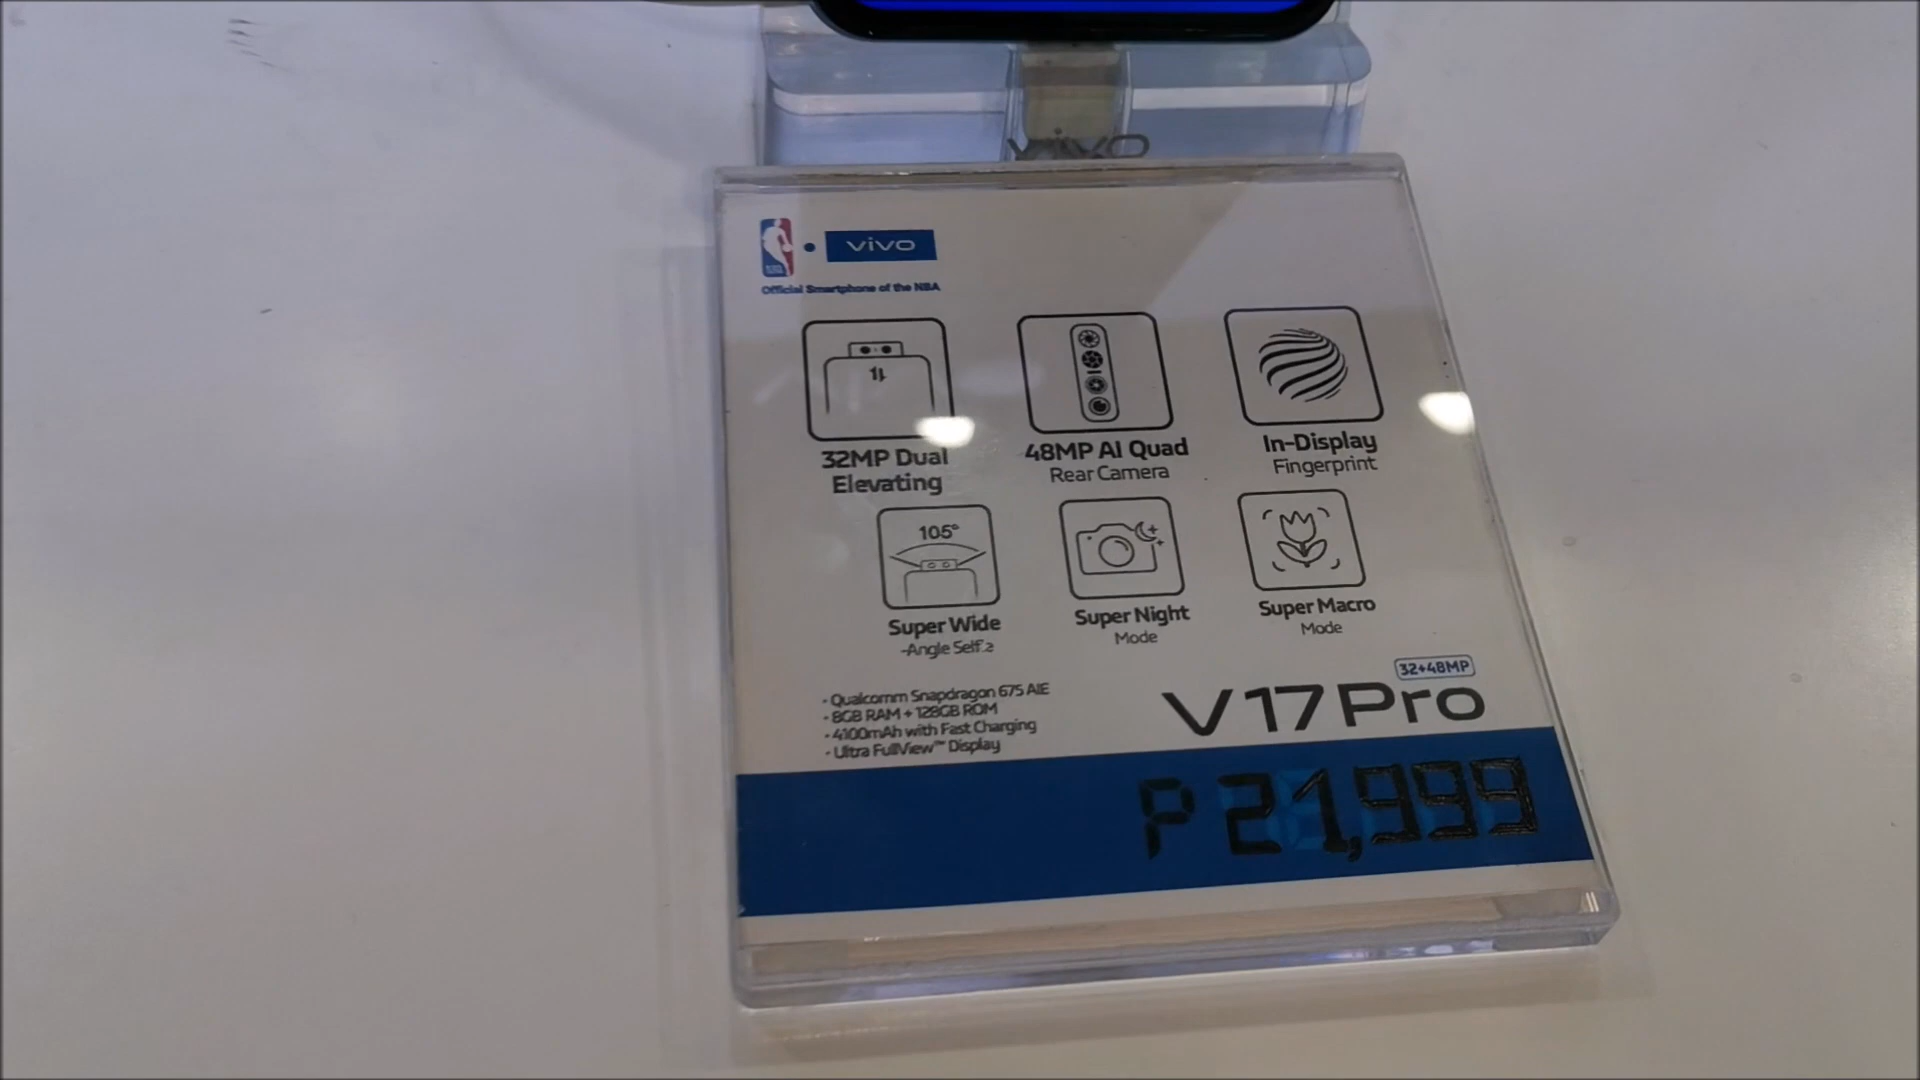 vivo
vivo
Official Smartphone of the NBA
32MP Dual
Elevating
48MP AI Quad
Rear Camera
In-Display
Fingerprint
105°
Super Wide
-Angle Selfie
Super Night
Mode
Super Macro
Mode
• Qualcomm Snapdragon 675 AIE
• 8GB RAM + 128GB ROM
• 4100mAh with Fast Charging
• Ultra FullView™ Display
32+48MP
V17Pro
P 21,999